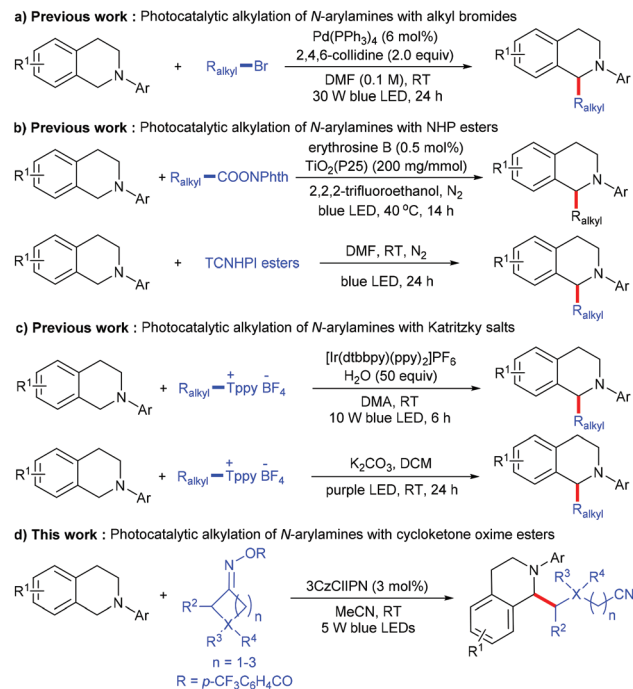 a) Previous work : Photocatalytic alkylation of N-arylamines with alkyl bromides
R1 N Ar + Ralkyl Br
Pd(PPh3)4 (6 mol%)
2,4,6-collidine (2.0 equiv)
DMF (0.1 M), RT
30 W blue LED, 24 h
R1 N Ar
Ralkyl
b) Previous work : Photocatalytic alkylation of N-arylamines with NHP esters
R1 N Ar + Ralkyl COONPhth
erythrosine B (0.5 mol%)
TiO2(P25) (200 mg/mmol)
2,2,2-trifluoroethanol, N2
blue LED, 40 oC, 14 h
R1 N Ar
Ralkyl
R1 N Ar + TCNHPI esters
DMF, RT, N2
blue LED, 24 h
R1 N Ar
Ralkyl
c) Previous work : Photocatalytic alkylation of N-arylamines with Katritzky salts
R1 N Ar + Ralkyl Tppy+ BF4-
[Ir(dtbbpy)(ppy)2]PF6
H2O (50 equiv)
DMA, RT
10 W blue LED, 6 h
R1 N Ar
Ralkyl
R1 N Ar + Ralkyl Tppy+ BF4-
K2CO3, DCM
purple LED, RT, 24 h
R1 N Ar
Ralkyl
d) This work : Photocatalytic alkylation of N-arylamines with cycloketone oxime esters
R1 N Ar +
N OR
R2 X n
R3 R4
n = 1-3
R = p-CF3C6H4CO
3CzClIPN (3 mol%)
MeCN, RT
5 W blue LEDs
N Ar R3 R4
X CN
n
R2
R1